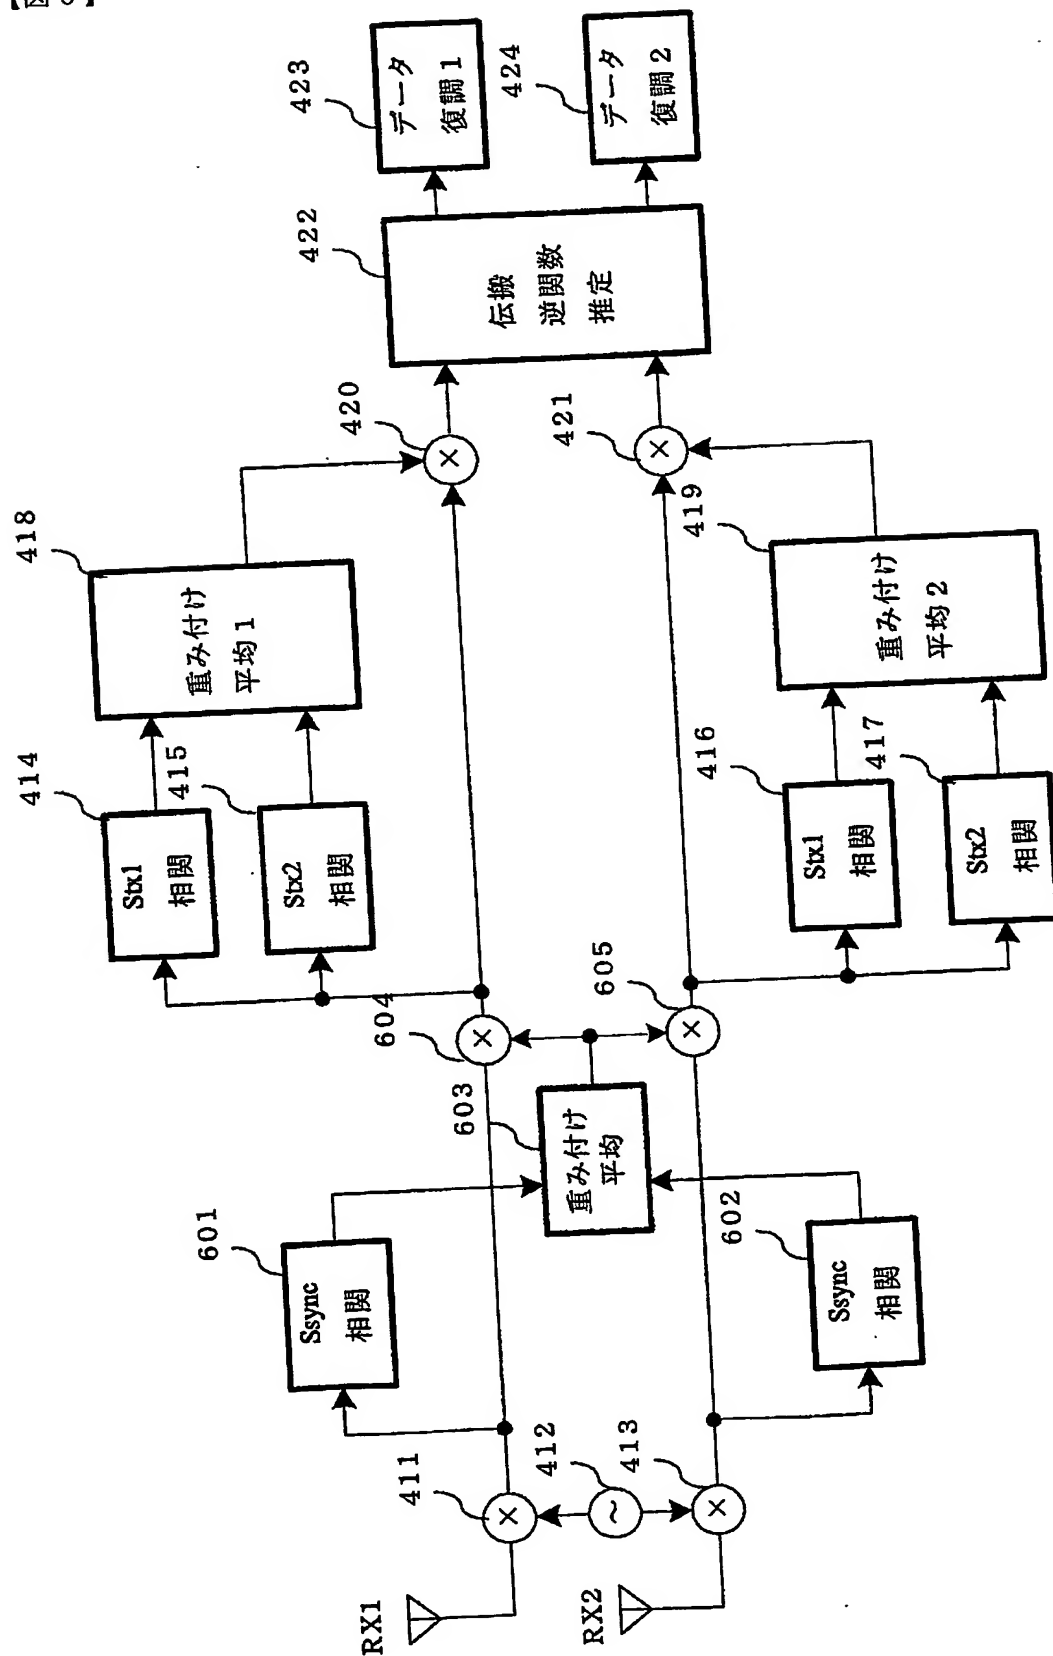 RX1
RX2
411
412
413
601
Ssync
相関
602
Ssync
相関
603
重み付け
平均
604
605
414
Stx1
相関
415
Stx2
相関
416
Stx1
相関
417
Stx2
相関
418
重み付け
平均1
419
重み付け
平均2
420
421
422
伝搬
逆関数
推定
423
データ
復調1
424
データ
復調2